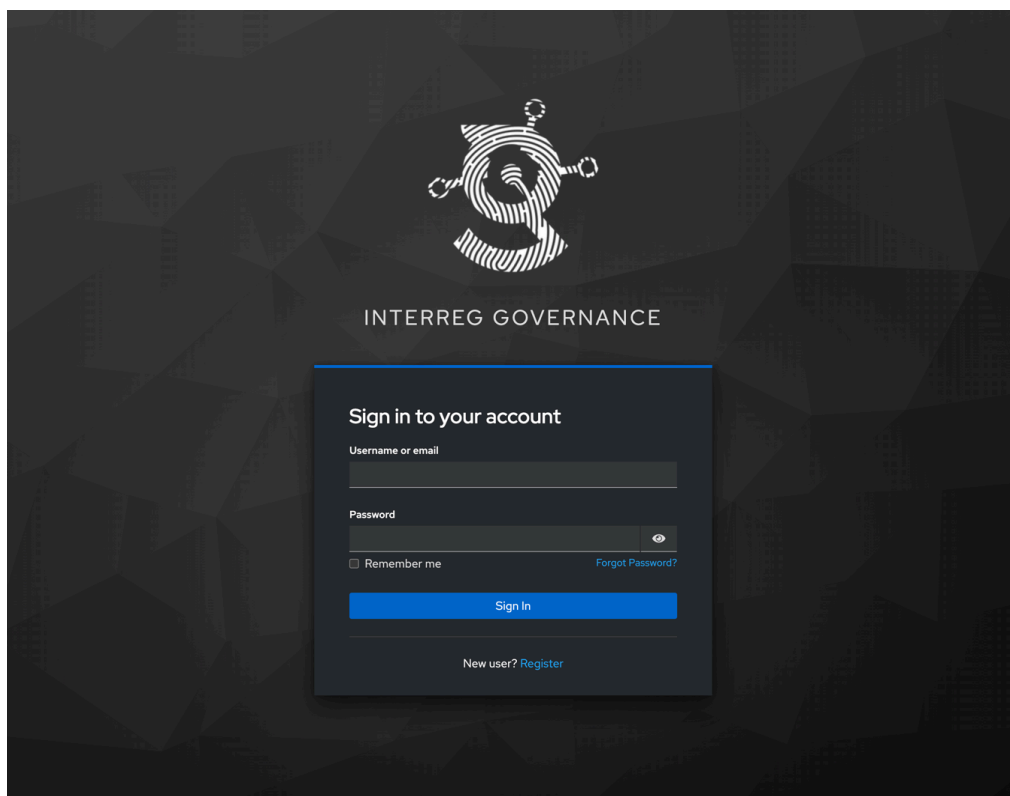 INTERREG GOVERNANCE
Sign in to your account
Username or email
Password
Remember me
Forgot Password?
Sign In
New user? Register